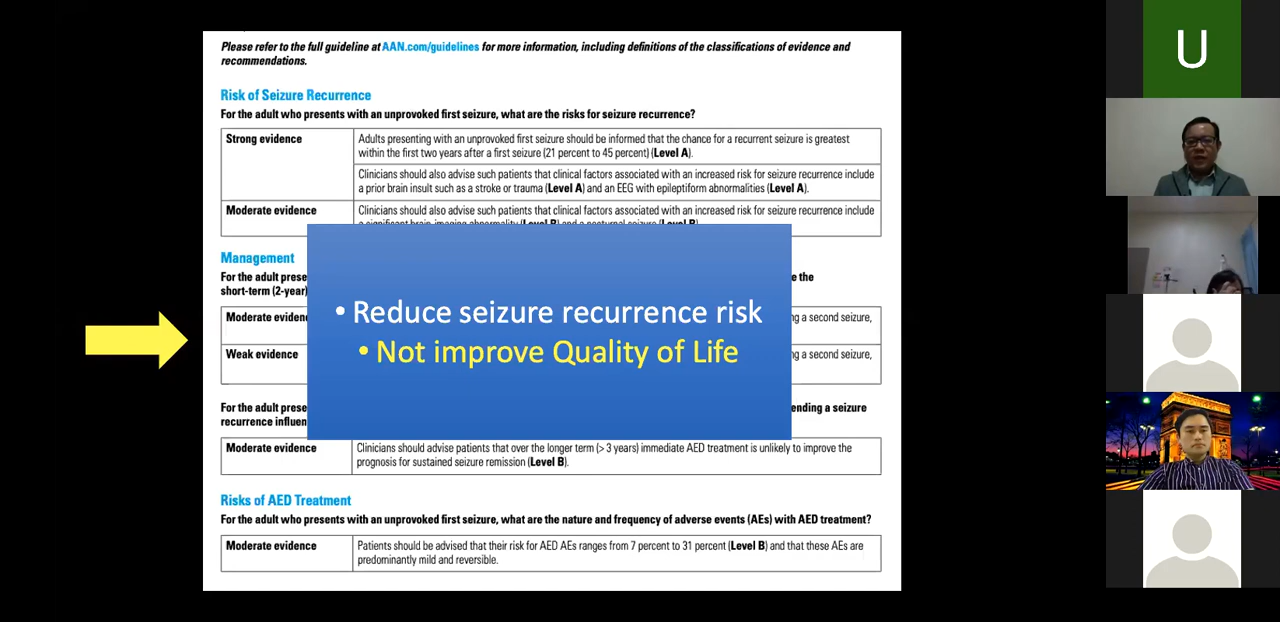 Please refer to the full guideline at AAN.com/guidelines for more information, including definitions of the classifications of evidence and
recommendations.
Risk of Seizure Recurrence
For the adult who presents with an unprovoked first seizure, what are the risks for seizure recurrence?
Strong evidence
Adults presenting with an unprovoked first seizure should be informed that the chance for a recurrent seizure is greatest
within the first two years after a first seizure (21 percent to 45 percent) (Level A).
Clinicians should also advise such patients that clinical factors associated with an increased risk for seizure recurrence include
a prior brain insult such as a stroke or trauma (Level A) and an EEG with epileptiform abnormalities (Level A).
Moderate evidence
Clinicians should also advise such patients that clinical factors associated with an increased risk for seizure recurrence include
Management
For the adult prese
e the
short-term (2-year)
Moderate eviden
ng a second seizure,
Weak evidence
ng a second seizure,
• Reduce seizure recurrence risk
• Not improve Quality of Life
For the adult prese
ending a seizure
recurrence influen
Moderate evidence
Clinicians should advise patients that over the longer term (> 3 years) immediate AED treatment is unlikely to improve the
prognosis for sustained seizure remission (Level B).
Risks of AED Treatment
For the adult who presents with an unprovoked first seizure, what are the nature and frequency of adverse events (AEs) with AED treatment?
Moderate evidence
Patients should be advised that their risk for AED AEs ranges from 7 percent to 31 percent (Level B) and that these AEs are
predominantly mild and reversible.
U